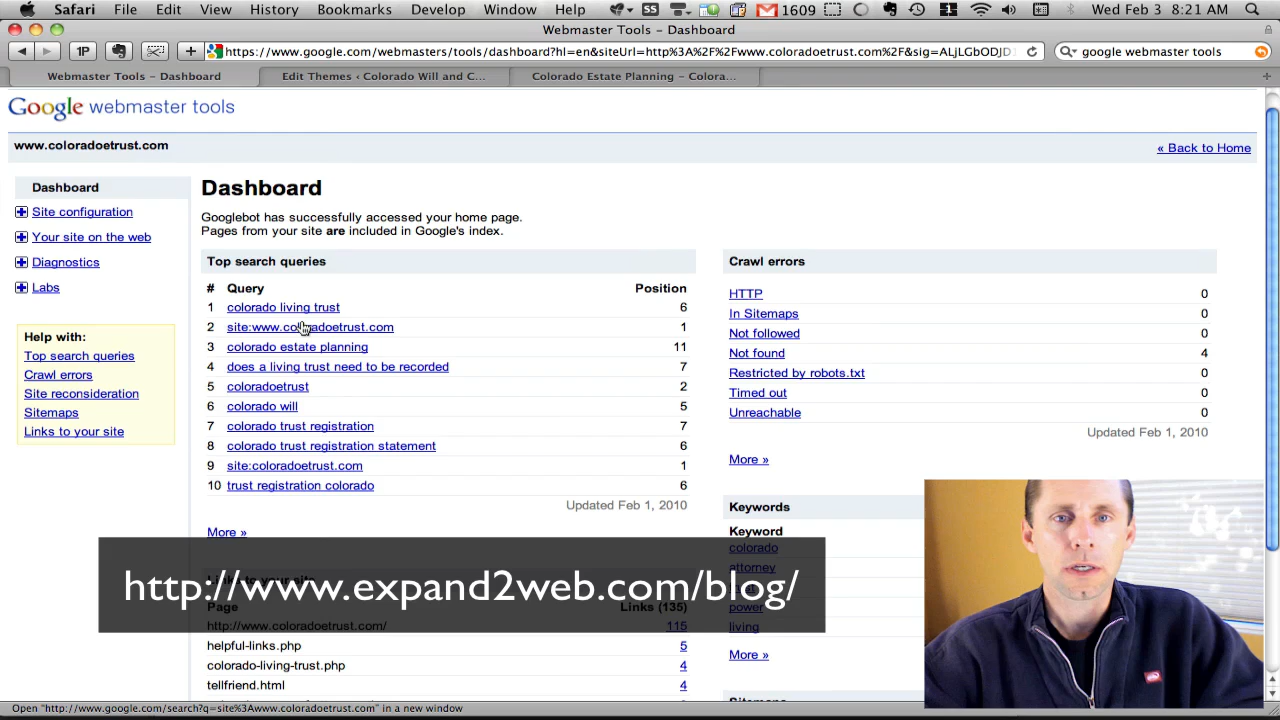 Safari File Edit View History Bookmarks Develop Window Help 1609 Wed Feb 3 8:21 AM
Webmaster Tools – Dashboard
1P https://www.google.com/webmasters/tools/dashboard?hl=en&siteUrl=http%3A%2F%2Fwww.coloradoetrust.com%2F&sig=ALjLGbODJD google webmaster tools
Webmaster Tools – Dashboard Edit Themes ‹ Colorado Will and C... Colorado Estate Planning – Colora...
Google webmaster tools
www.coloradoetrust.com
« Back to Home
Dashboard
Site configuration
Your site on the web
Diagnostics
Labs
Help with:
Top search queries
Crawl errors
Site reconsideration
Sitemaps
Links to your site
Dashboard
Googlebot has successfully accessed your home page.
Pages from your site are included in Google's index.
Top search queries
# Query Position
1 colorado living trust 6
2 site:www.coloradoetrust.com 1
3 colorado estate planning 11
4 does a living trust need to be recorded 7
5 coloradoetrust 2
6 colorado will 5
7 colorado trust registration 7
8 colorado trust registration statement 6
9 site:coloradoetrust.com 1
10 trust registration colorado 6
Updated Feb 1, 2010
More »
Links to your site
Page Links (135)
http://www.coloradoetrust.com/ 115
helpful-links.php 5
colorado-living-trust.php 4
tellfriend.html 4
Crawl errors
HTTP 0
In Sitemaps 0
Not followed 0
Not found 4
Restricted by robots.txt 0
Timed out 0
Unreachable 0
Updated Feb 1, 2010
More »
Keywords
Keyword
colorado
attorney
power
living
More »
http://www.expand2web.com/blog/
Open "http://www.google.com/search?q=site%3Awww.coloradoetrust.com" in a new window